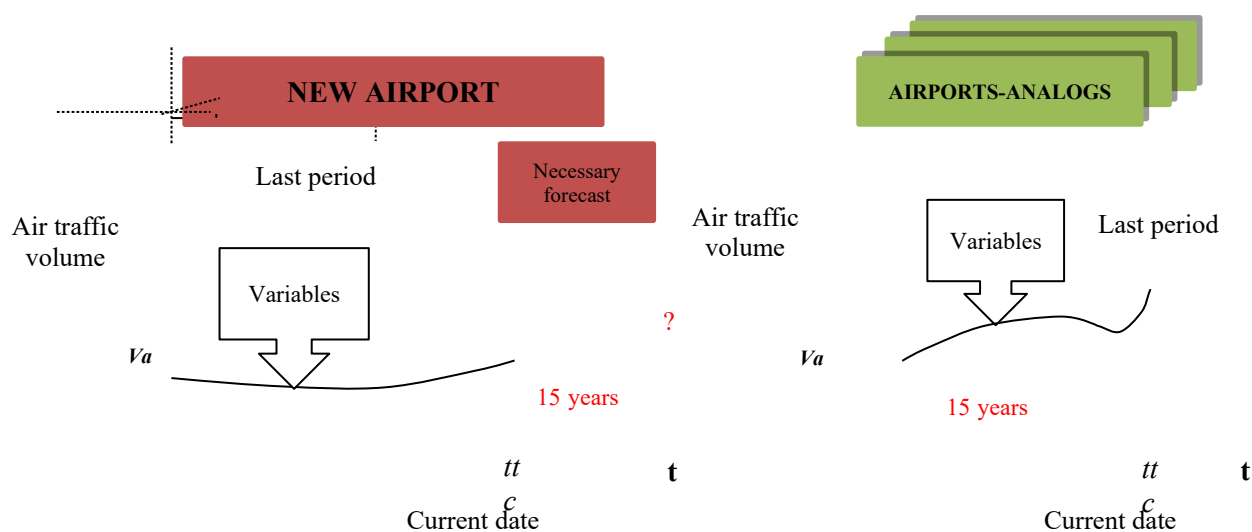 NEW AIRPORT
Last period
Necessary
forecast
Air traffic
volume
Variables
?
Va
15 years
tt
c
t
Current date
AIRPORTS-ANALOGS
Air traffic
volume
Variables
Last period
Va
15 years
tt
c
t
Current date